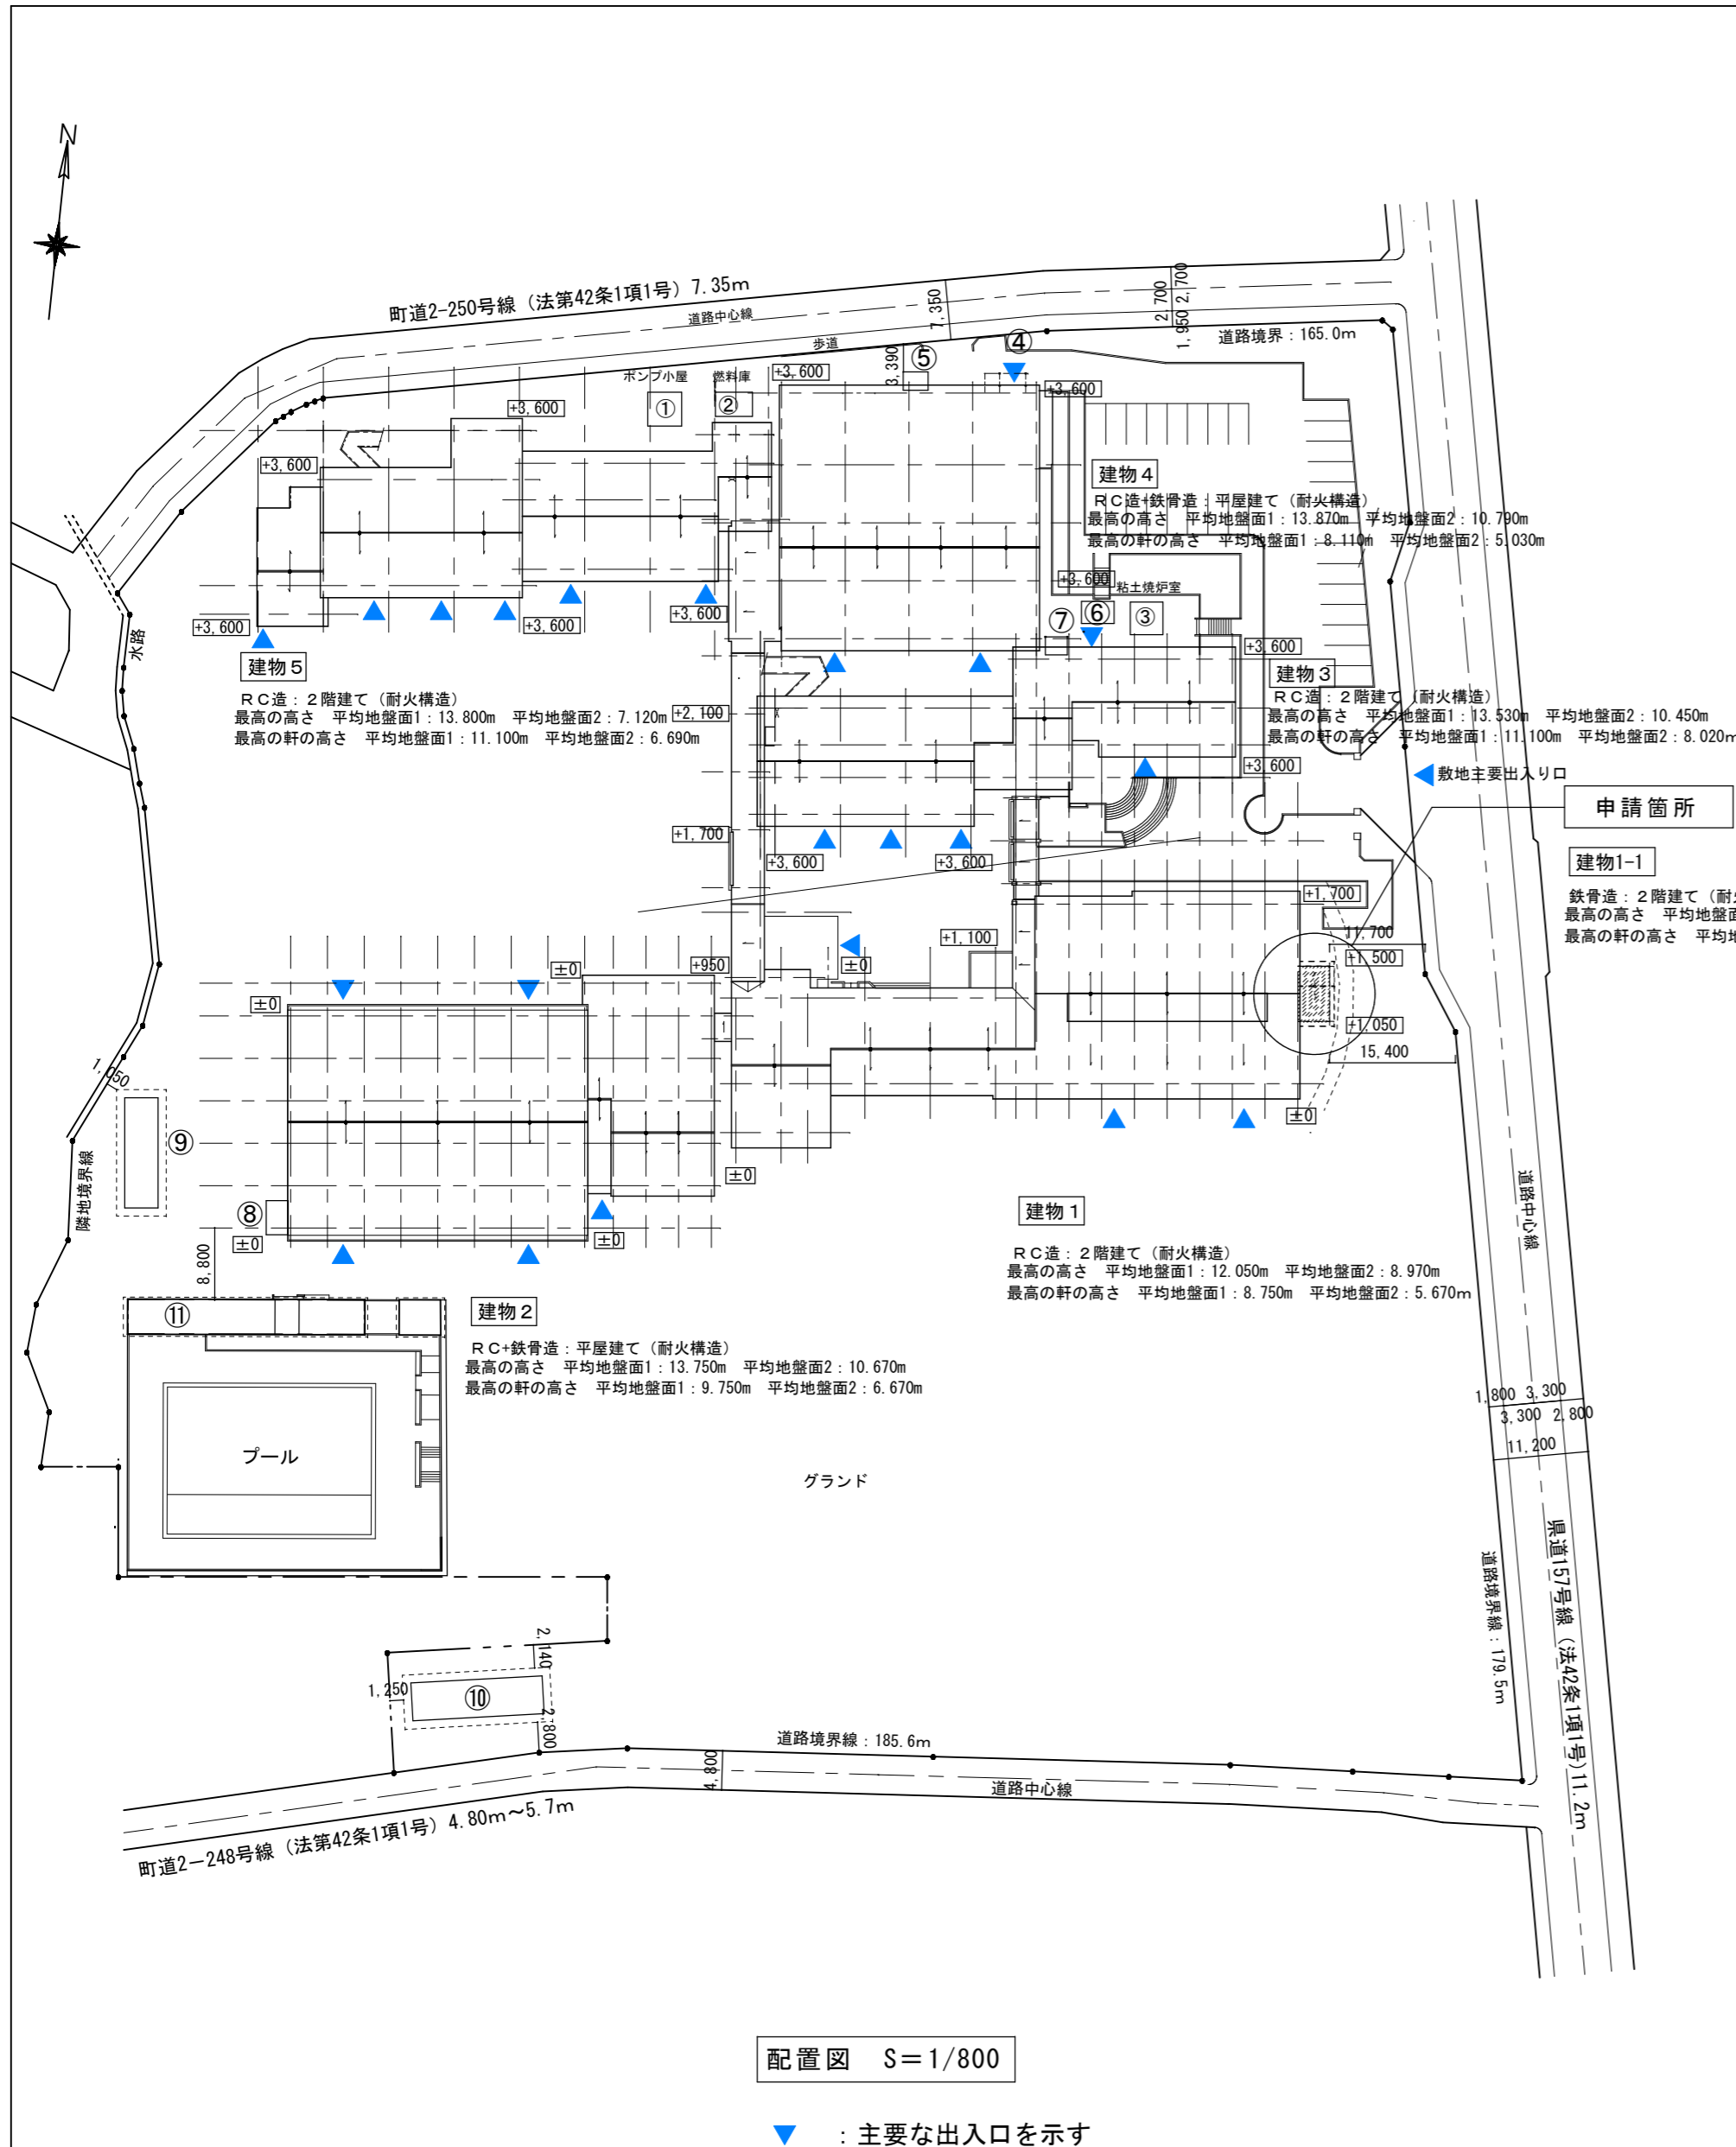 N
町道2-250号線（法第42条1項1号）7.35m
道路中心線
歩道
7,350
2,700
2,700
1,950
道路境界：165.0m
3,390
⑤
④
ポンプ小屋
燃料庫
①
②
+3,600
+3,600
+3,600
+3,600
建物４
ＲＣ造+鉄骨造：平屋建て（耐火構造）
最高の高さ　平均地盤面1：13.870m　平均地盤面2：10.790m
最高の軒の高さ　平均地盤面1：8.110m　平均地盤面2：5.030m
+3,600
粘土焼炉室
⑦
⑥
③
+3,600
+3,600
+3,600
水路
建物５
ＲＣ造：２階建て（耐火構造）
最高の高さ　平均地盤面1：13.800m　平均地盤面2：7.120m
最高の軒の高さ　平均地盤面1：11.100m　平均地盤面2：6.690m
+3,600
建物３
ＲＣ造：２階建て（耐火構造）
最高の高さ　平均地盤面1：13.530m　平均地盤面2：10.450m
最高の軒の高さ　平均地盤面1：11.100m　平均地盤面2：8.020m
+2,100
+3,600
敷地主要出入り口
申請箇所
+1,700
+3,600
+3,600
建物1-1
鉄骨造：２階建て（耐
最高の高さ　平均地盤面
最高の軒の高さ　平均地
+1,700
11,700
+1,500
+1,050
15,400
+1,100
±0
+950
±0
±0
±0
±0
1,050
⑨
隣地境界線
⑧
±0
±0
8,800
⑪
建物１
ＲＣ造：２階建て（耐火構造）
最高の高さ　平均地盤面1：12.050m　平均地盤面2：8.970m
最高の軒の高さ　平均地盤面1：8.750m　平均地盤面2：5.670m
建物２
ＲＣ+鉄骨造：平屋建て（耐火構造）
最高の高さ　平均地盤面1：13.750m　平均地盤面2：10.670m
最高の軒の高さ　平均地盤面1：9.750m　平均地盤面2：6.670m
道路中心線
1,800 3,300
3,300 2,800
11,200
プール
グランド
県道157号線（法42条1項1号）11.2m
道路境界線：179.5m
2,140
1,250
⑩
2,800
道路境界線：185.6m
4,800
道路中心線
町道2－248号線（法第42条1項1号）4.80m～5.7m
配置図　S＝1/800
：主要な出入口を示す